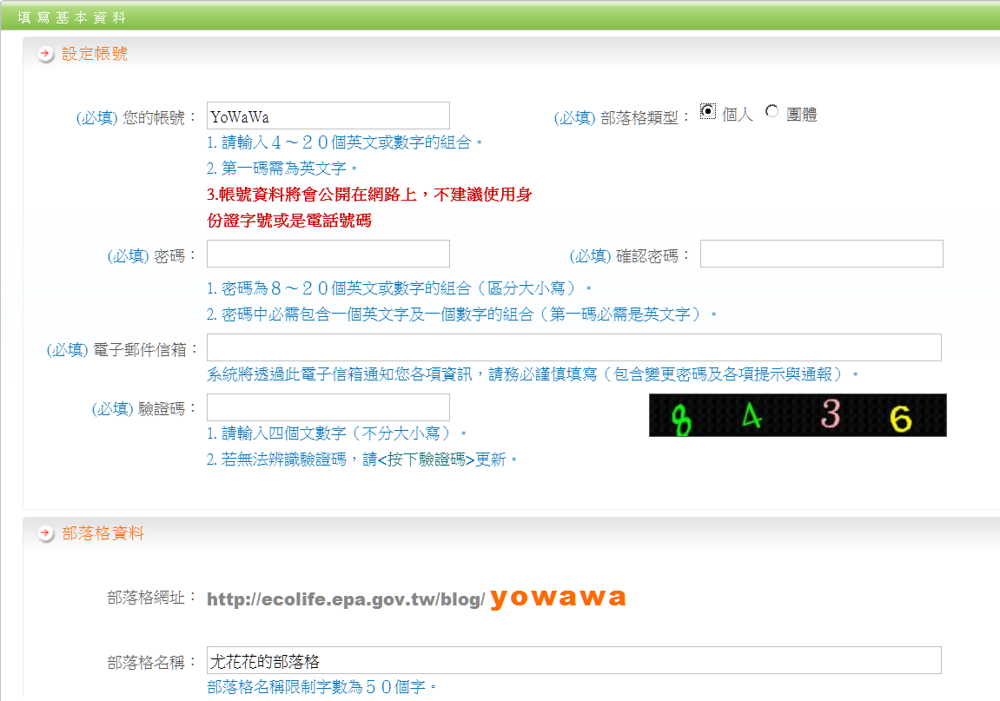 填寫基本資料
設定帳號
(必填) 您的帳號： YoWaWa (必填) 部落格類型： 個人 團體
1. 請輸入４～２０個英文或數字的組合。
2. 第一碼需為英文字。
3.帳號資料將會公開在網路上，不建議使用身
份證字號或是電話號碼
(必填) 密碼： (必填) 確認密碼：
1. 密碼為８～２０個英文或數字的組合（區分大小寫）。
2. 密碼中必需包含一個英文字及一個數字的組合（第一碼必需是英文字）。
(必填) 電子郵件信箱：
系統將透過此電子信箱通知您各項資訊，請務必謹慎填寫（包含變更密碼及各項提示與通報）。
(必填) 驗證碼： 8 4 3 6
1. 請輸入四個文數字（不分大小寫）。
2. 若無法辨識驗證碼，請<按下驗證碼>更新。
部落格資料
部落格網址： http://ecolife.epa.gov.tw/blog/ yowawa
部落格名稱： 尤花花的部落格
部落格名稱限制字數為５０個字。